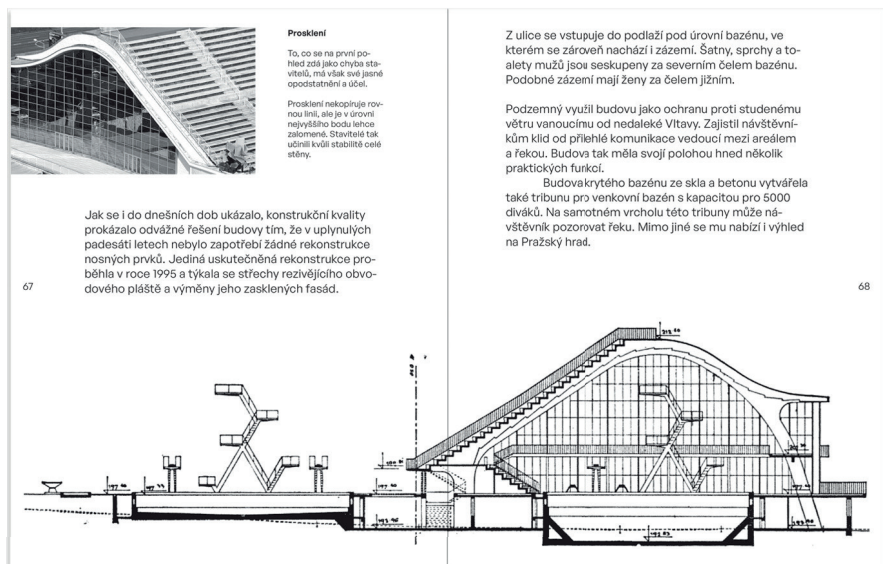 Prosklení
To, co se na první po-
hled zdá jako chyba sta-
vitelů, má však své jasné
opodstatnění a účel.
Prosklení nekopíruje rov-
nou linii, ale je v úrovni
nejvyššího bodu lehce
zalomené. Stavitelé tak
učinili kvůli stabilitě celé
stěny.
Jak se i do dnešních dob ukázalo, konstrukční kvality
prokázalo odvážné řešení budovy tím, že v uplynulých
padesáti letech nebylo zapotřebí žádné rekonstrukce
nosných prvků. Jediná uskutečněná rekonstrukce pro-
běhla v roce 1995 a týkala se střechy rezivějícího obvo-
dového pláště a výměny jeho zasklených fasád.
67
Z ulice se vstupuje do podlaží pod úrovní bazénu, ve
kterém se zároveň nachází i zázemí. Šatny, sprchy a to-
alety mužů jsou seskupeny za severním čelem bazénu.
Podobné zázemí mají ženy za čelem jižním.
Podzemný využil budovu jako ochranu proti studenému
větru vanoucímu od nedaleké Vltavy. Zajistil návštěvní-
kům klid od přilehlé komunikace vedoucí mezi areálem
a řekou. Budova tak měla svojí polohou hned několik
praktických funkcí.
Budova krytého bazénu ze skla a betonu vytvářela
také tribunu pro venkovní bazén s kapacitou pro 5000
diváků. Na samotném vrcholu této tribuny může ná-
vštěvník pozorovat řeku. Mimo jiné se mu nabízí i výhled
na Pražský hrad.
68